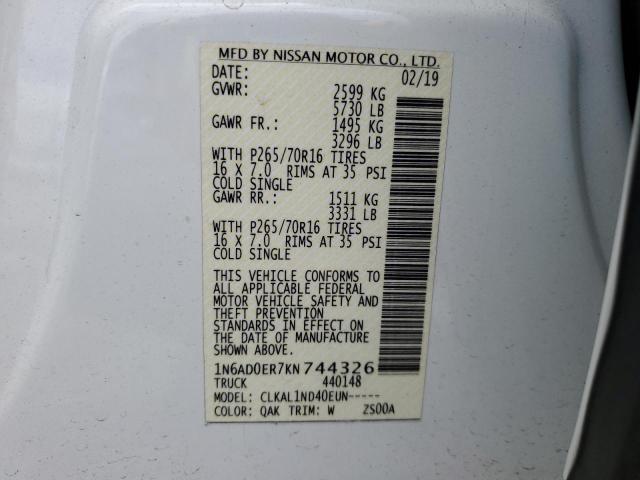 MFD BY NISSAN MOTOR CO., LTD.
DATE: 02/19
GVWR: 2599 KG
5730 LB
GAWR FR.: 1495 KG
3296 LB
WITH P265/70R16 TIRES
16 X 7.0 RIMS AT 35 PSI
COLD SINGLE
GAWR RR.: 1511 KG
3331 LB
WITH P265/70R16 TIRES
16 X 7.0 RIMS AT 35 PSI
COLD SINGLE
THIS VEHICLE CONFORMS TO
ALL APPLICABLE FEDERAL
MOTOR VEHICLE SAFETY AND
THEFT PREVENTION
STANDARDS IN EFFECT ON
THE DATE OF MANUFACTURE
SHOWN ABOVE.
1N6AD0ER7KN744326
TRUCK 440148
MODEL: CLKAL1ND40EUN-----
COLOR: QAK TRIM: W ZS00A